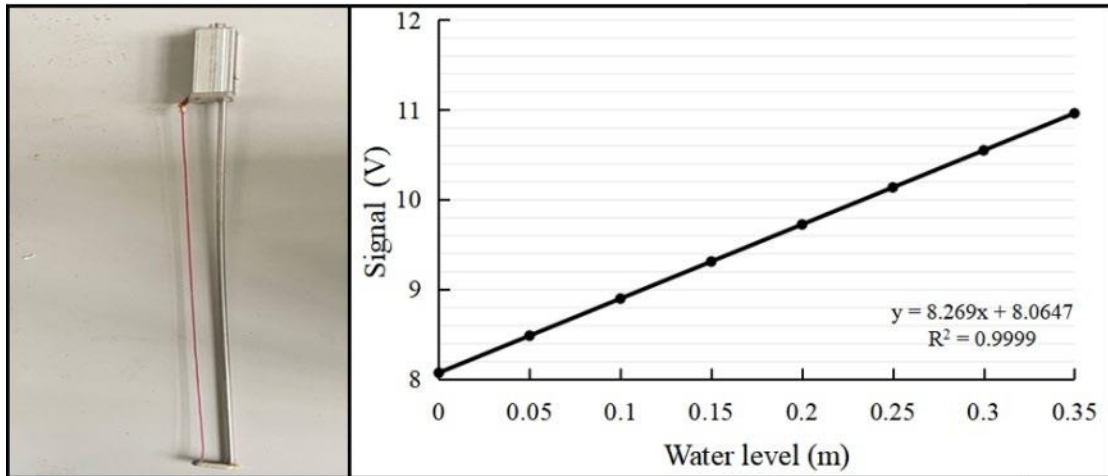 12
11
10
9
8
Signal (V)
y = 8.269x + 8.0647
R² = 0.9999
0 0.05 0.1 0.15 0.2 0.25 0.3 0.35
Water level (m)